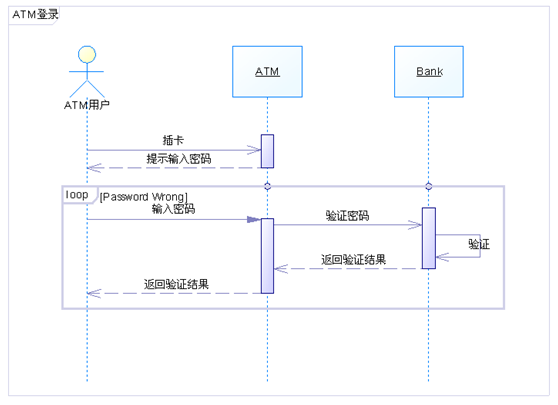 ATM登录
ATM
Bank
ATM用户
插卡
提示输入密码
loop
[Password Wrong]
输入密码
验证密码
验证
返回验证结果
返回验证结果